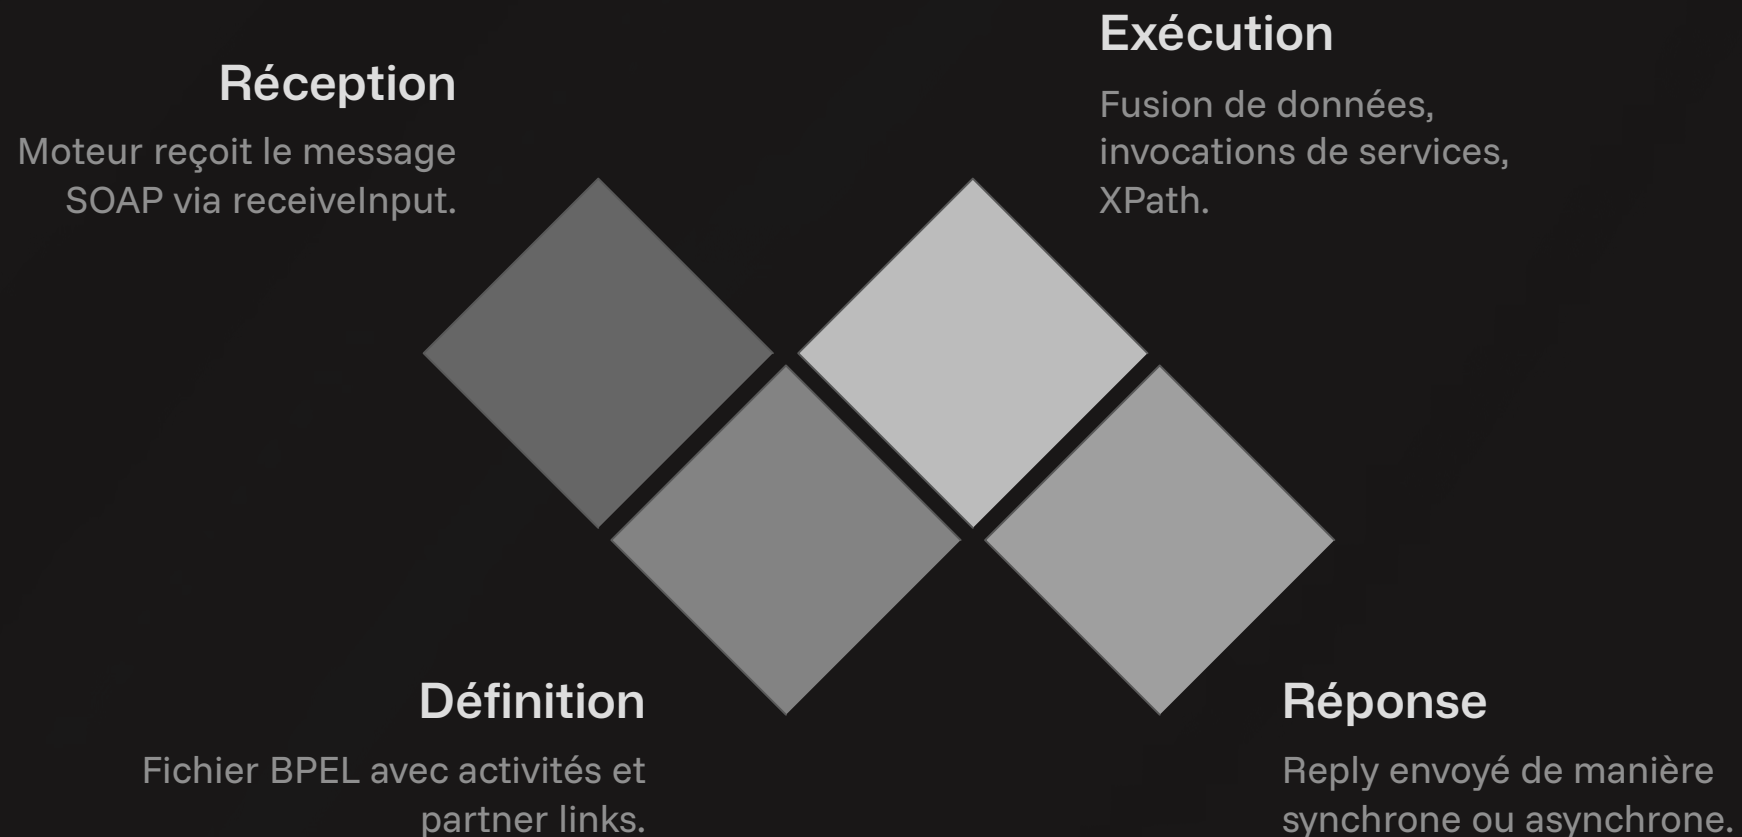 Réception
Moteur reçoit le message
SOAP via receiveInput.
Exécution
Fusion de données,
invocations de services,
XPath.
Définition
Fichier BPEL avec activités et
partner links.
Réponse
Reply envoyé de manière
synchrone ou asynchrone.